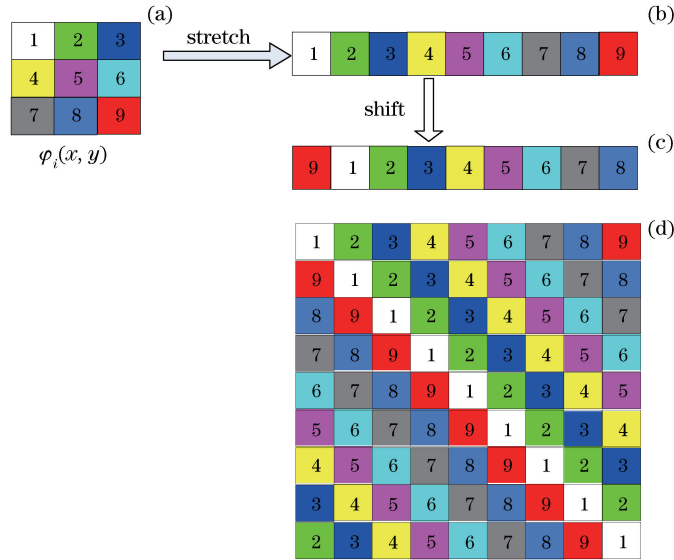 (a)
1 2 3
4 5 6
7 8 9
φi(x, y)
stretch
(b)
1 2 3 4 5 6 7 8 9
shift
(c)
9 1 2 3 4 5 6 7 8
(d)
1 2 3 4 5 6 7 8 9
9 1 2 3 4 5 6 7 8
8 9 1 2 3 4 5 6 7
7 8 9 1 2 3 4 5 6
6 7 8 9 1 2 3 4 5
5 6 7 8 9 1 2 3 4
4 5 6 7 8 9 1 2 3
3 4 5 6 7 8 9 1 2
2 3 4 5 6 7 8 9 1